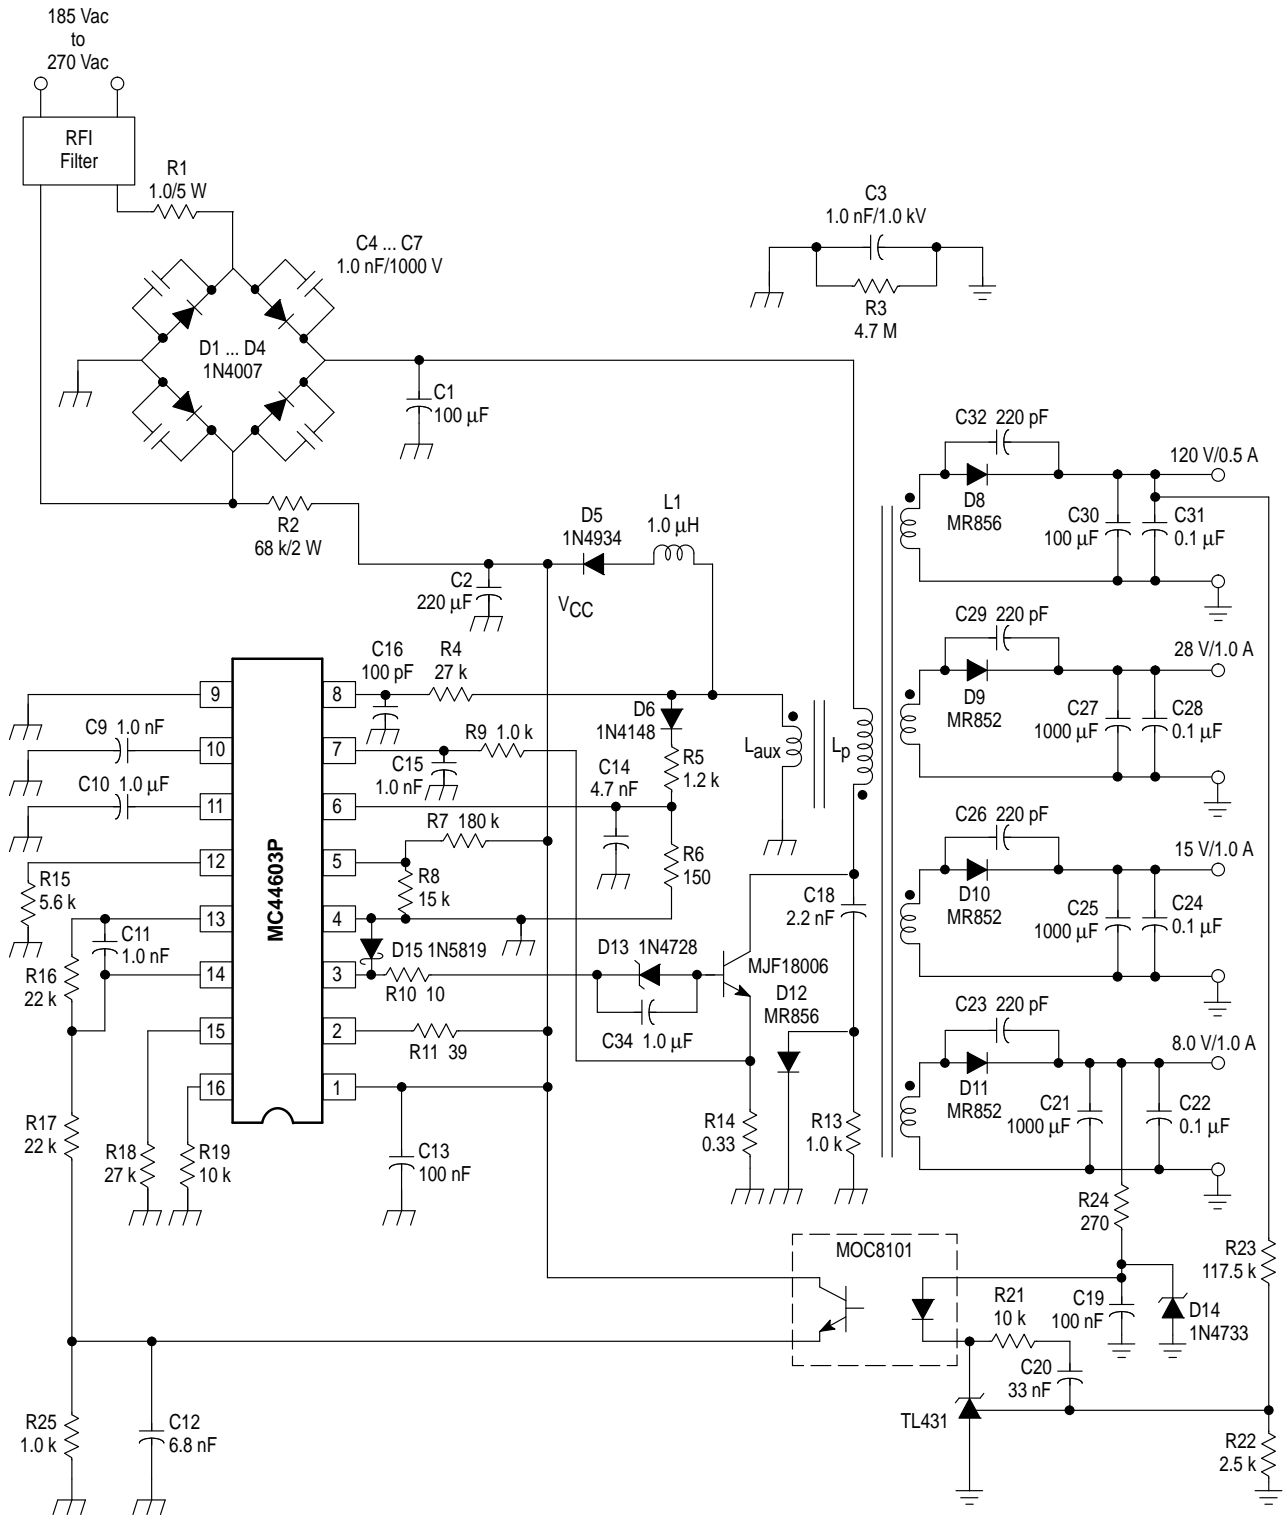 185 Vac
to
270 Vac
RFI
Filter
R1
1.0/5 W
C4 ... C7
1.0 nF/1000 V
C3
1.0 nF/1.0 kV
R3
4.7 M
D1 ... D4
1N4007
C1
100 µF
R2
68 k/2 W
D5
1N4934
L1
1.0 µH
C2
220 µF
VCC
C32 220 pF
D8
MR856
120 V/0.5 A
C30
100 µF
C31
0.1 µF
C29 220 pF
D9
MR852
28 V/1.0 A
C27
1000 µF
C28
0.1 µF
C26 220 pF
D10
MR852
15 V/1.0 A
C25
1000 µF
C24
0.1 µF
C23 220 pF
D11
MR852
8.0 V/1.0 A
C21
1000 µF
C22
0.1 µF
C16
100 pF
R4
27 k
D6
1N4148
Laux
Lp
9
8
C9 1.0 nF
10
7
R9 1.0 k
C15
1.0 nF
C14
4.7 nF
R5
1.2 k
C10 1.0 µF
11
6
MC44603P
R7 180 k
12
5
R15
5.6 k
R8
15 k
R6
150
13
4
C11
1.0 nF
C18
2.2 nF
R16
22 k
14
3
D15 1N5819
R10 10
D13 1N4728
MJF18006
D12
MR856
C34 1.0 µF
15
2
R11 39
16
1
R17
22 k
R18
27 k
R19
10 k
C13
100 nF
R14
0.33
R13
1.0 k
R24
270
MOC8101
R23
117.5 k
R21
10 k
C19
100 nF
D14
1N4733
C20
33 nF
TL431
R25
1.0 k
C12
6.8 nF
R22
2.5 k